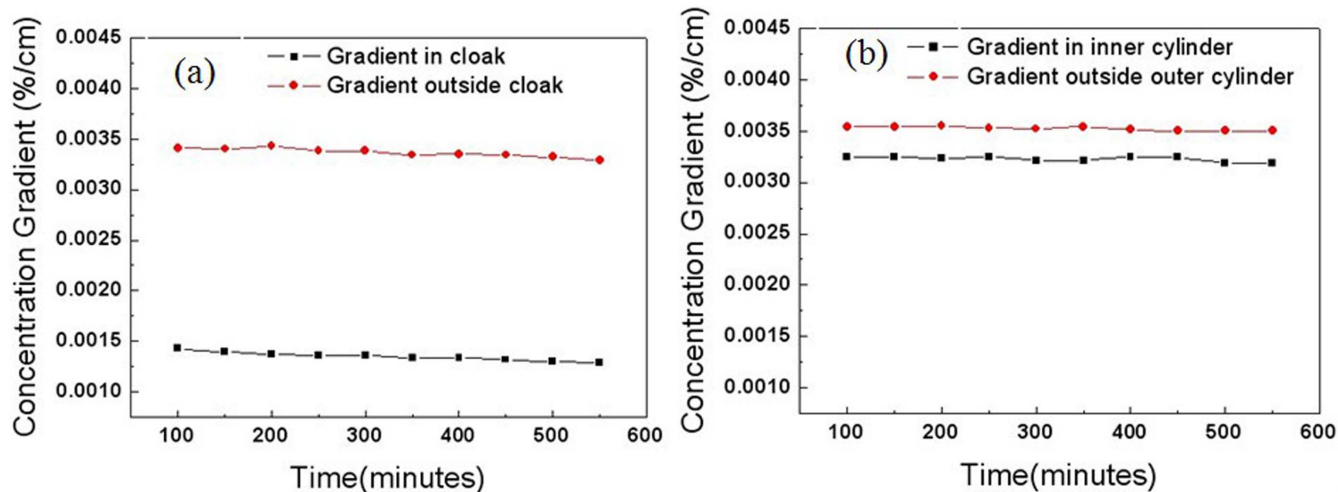 (a)
Gradient in cloak
Gradient outside cloak
Concentration Gradient (%/cm)
0.0045
0.0040
0.0035
0.0030
0.0025
0.0020
0.0015
0.0010
100 200 300 400 500 600
Time(minutes)
(b)
Gradient in inner cylinder
Gradient outside outer cylinder
Concentration Gradient (%/cm)
0.0045
0.0040
0.0035
0.0030
0.0025
0.0020
0.0015
0.0010
100 200 300 400 500 600
Time(minutes)